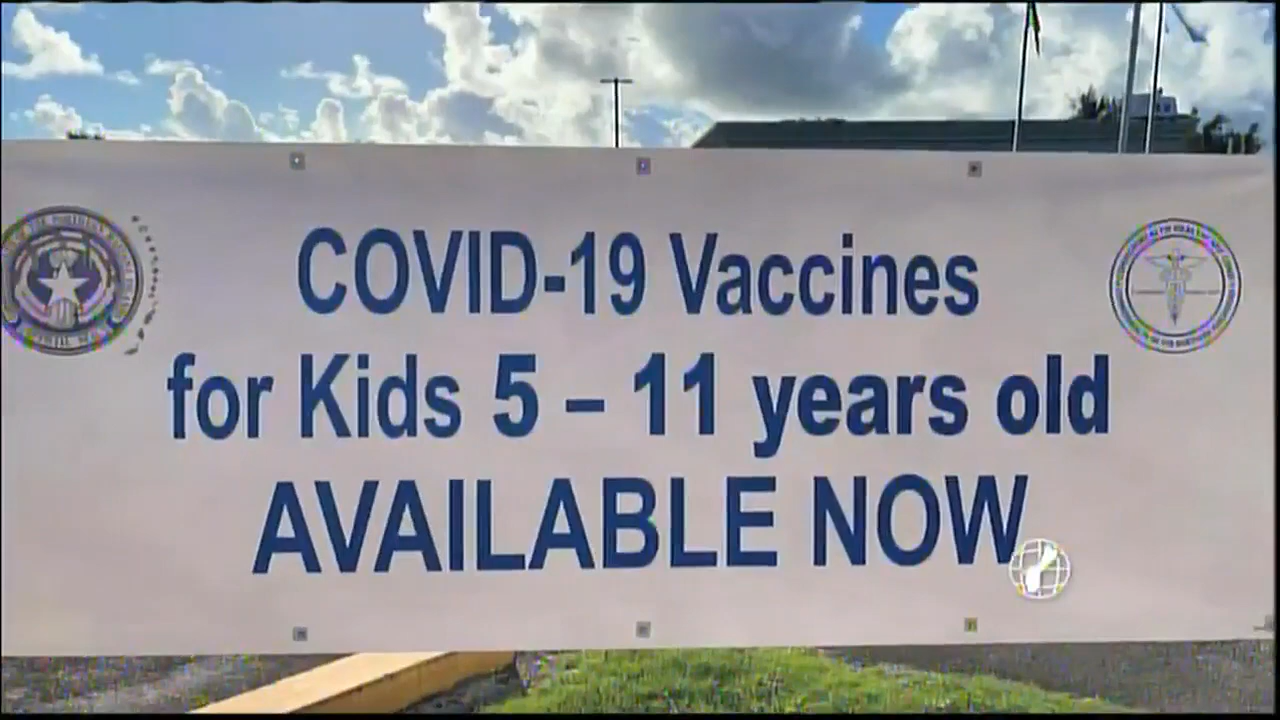 COVID-19 Vaccines
for Kids 5 – 11 years old
AVAILABLE NOW